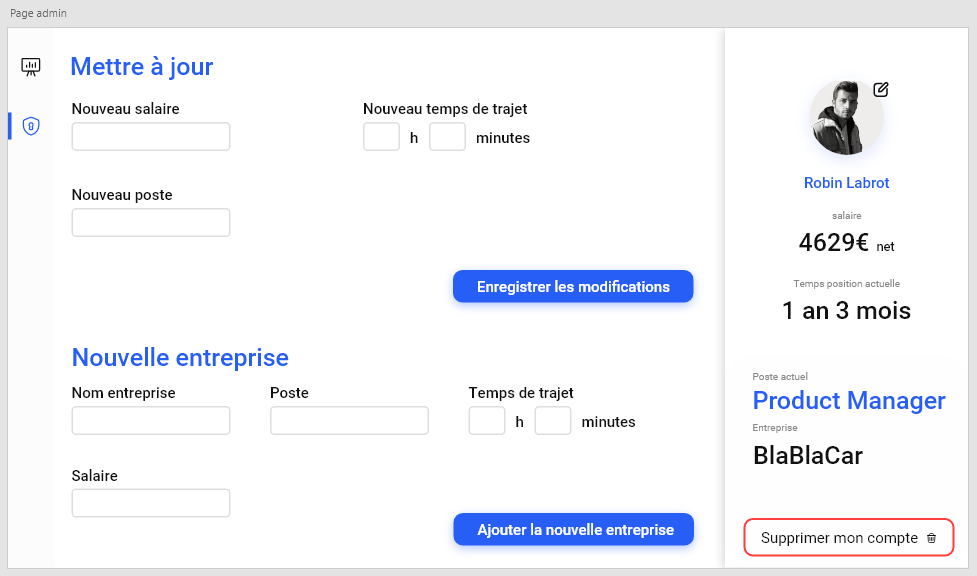 Page admin
Mettre à jour
Nouveau salaire
Nouveau temps de trajet
h
minutes
Nouveau poste
Enregistrer les modifications
Nouvelle entreprise
Nom entreprise
Poste
Temps de trajet
h
minutes
Salaire
Ajouter la nouvelle entreprise
Robin Labrot
salaire
4629€ net
Temps position actuelle
1 an 3 mois
Poste actuel
Product Manager
Entreprise
BlaBlaCar
Supprimer mon compte